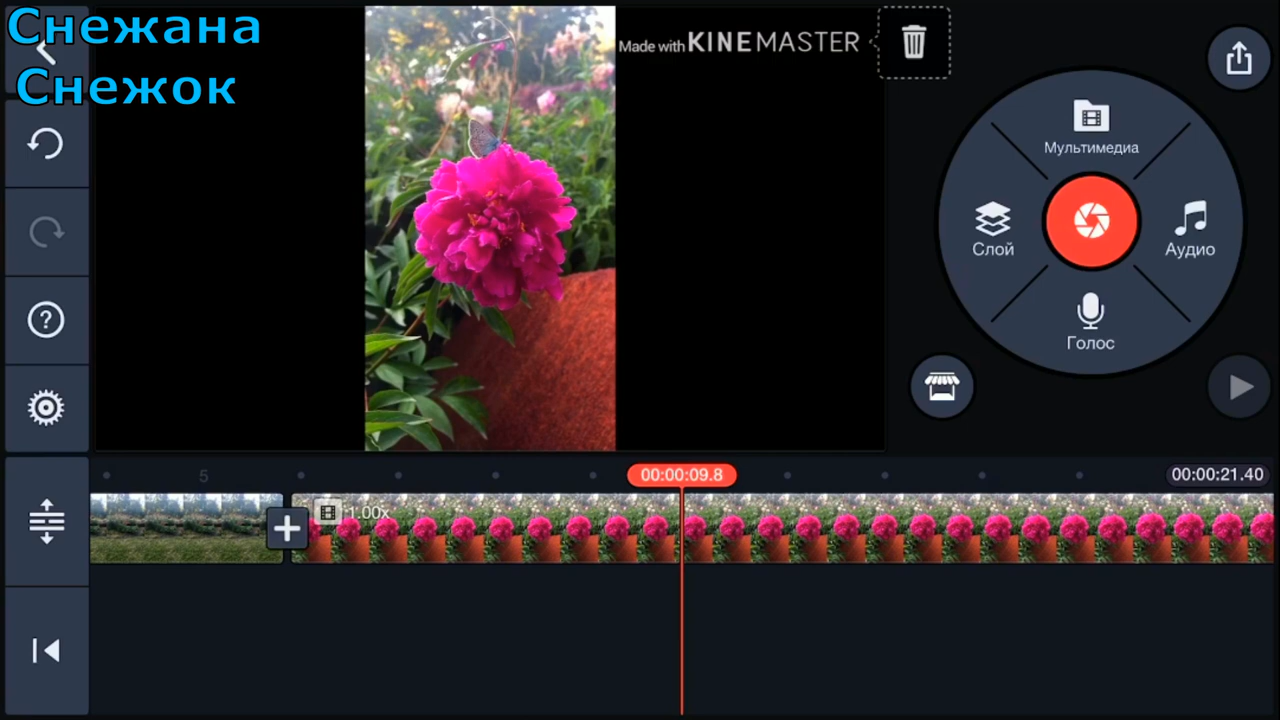 Снежана
Снежок
Made with KINEMASTER
Мультимедиа
Слой
Аудио
Голос
5
00:00:09.8
00:00:21.40
1.00x